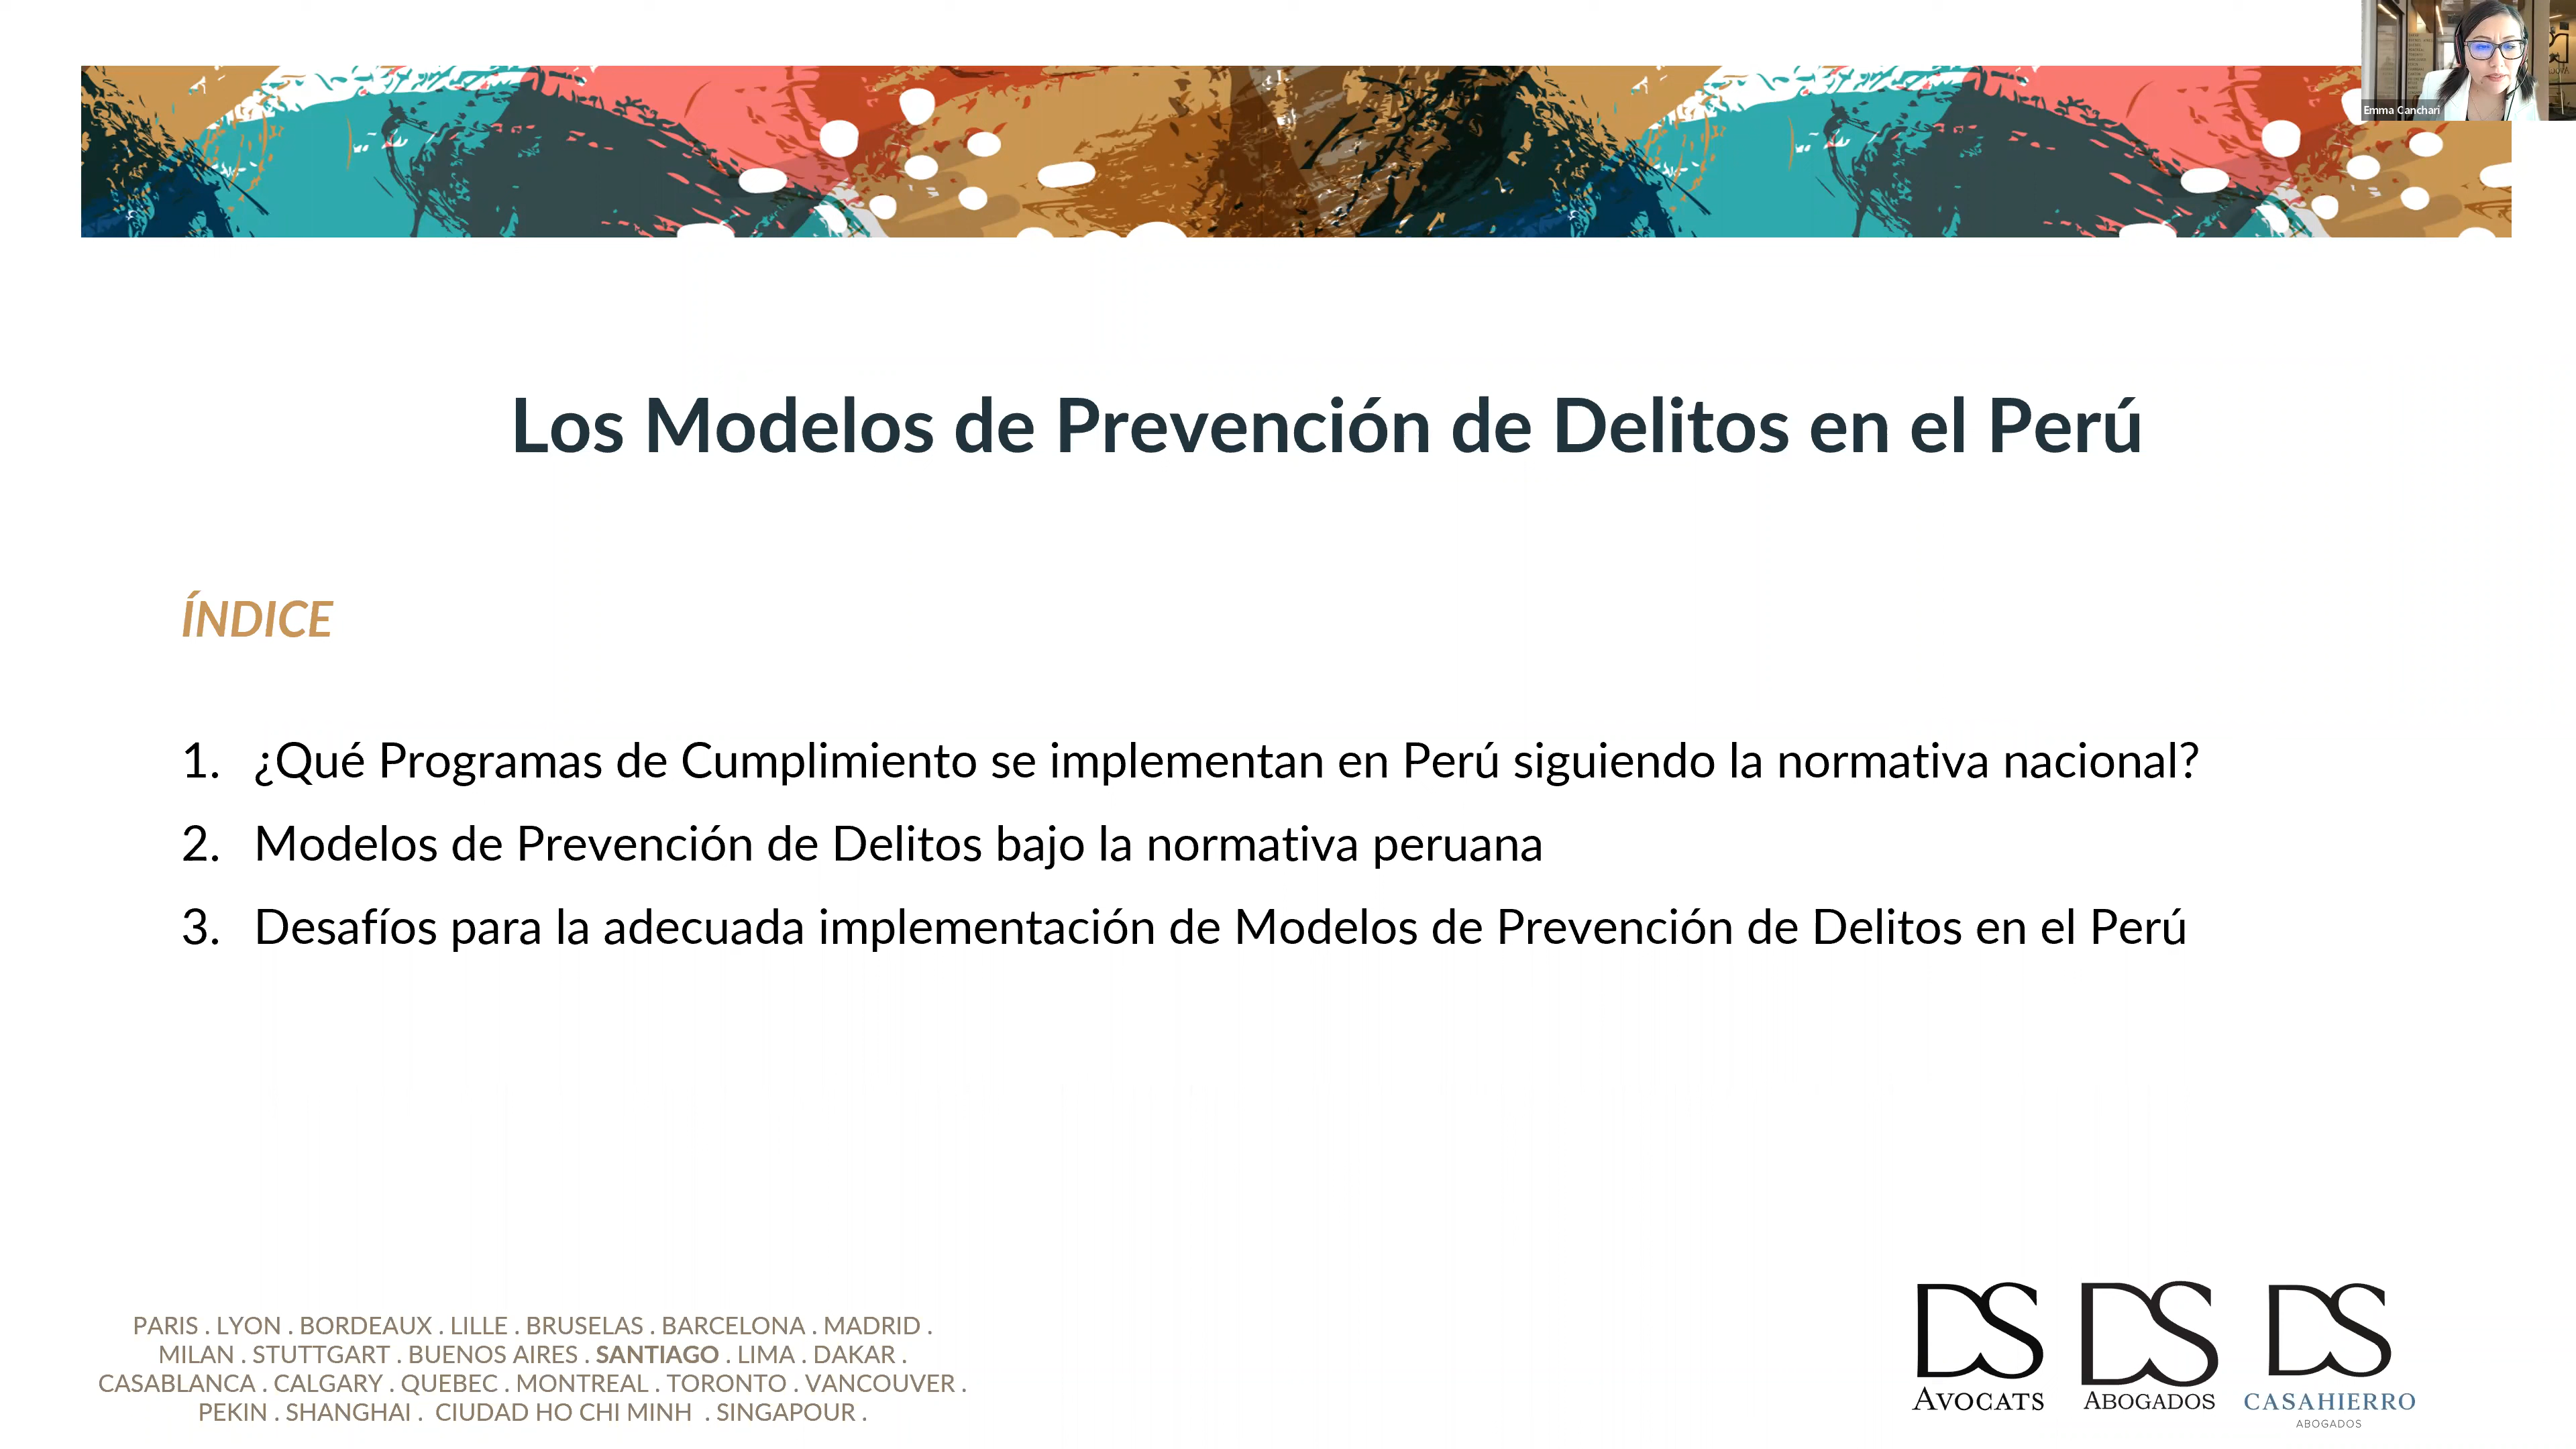 Emma Canchari
Los Modelos de Prevención de Delitos en el Perú
ÍNDICE
1. ¿Qué Programas de Cumplimiento se implementan en Perú siguiendo la normativa nacional?
2. Modelos de Prevención de Delitos bajo la normativa peruana
3. Desafíos para la adecuada implementación de Modelos de Prevención de Delitos en el Perú
PARIS . LYON . BORDEAUX . LILLE . BRUSELAS . BARCELONA . MADRID .
MILAN . STUTTGART . BUENOS AIRES . SANTIAGO . LIMA . DAKAR .
CASABLANCA . CALGARY . QUEBEC . MONTREAL . TORONTO . VANCOUVER .
PEKIN . SHANGHAI . CIUDAD HO CHI MINH . SINGAPOUR .
DS
AVOCATS
DS
ABOGADOS
DS
CASAHIERRO
ABOGADOS